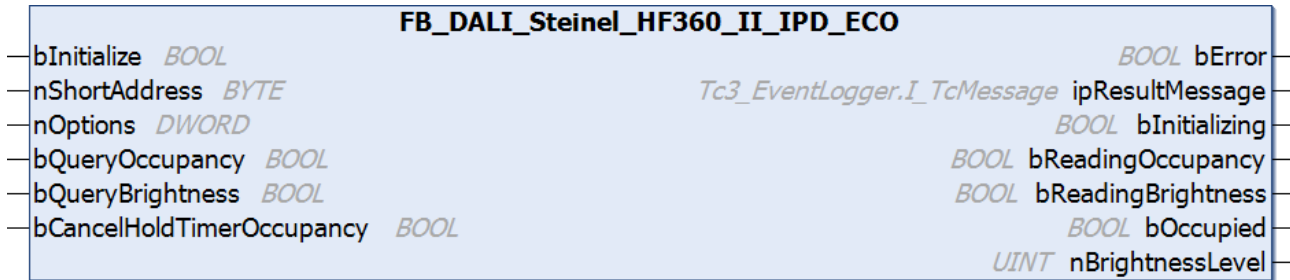 FB_DALI_Steinel_HF360_II_IPD_ECO
bInitialize BOOL BOOL bError
nShortAddress BYTE Tc3_EventLogger.I_TcMessage ipResultMessage
nOptions DWORD BOOL bInitializing
bQueryOccupancy BOOL BOOL bReadingOccupancy
bQueryBrightness BOOL BOOL bReadingBrightness
bCancelHoldTimerOccupancy BOOL BOOL bOccupied
UINT nBrightnessLevel